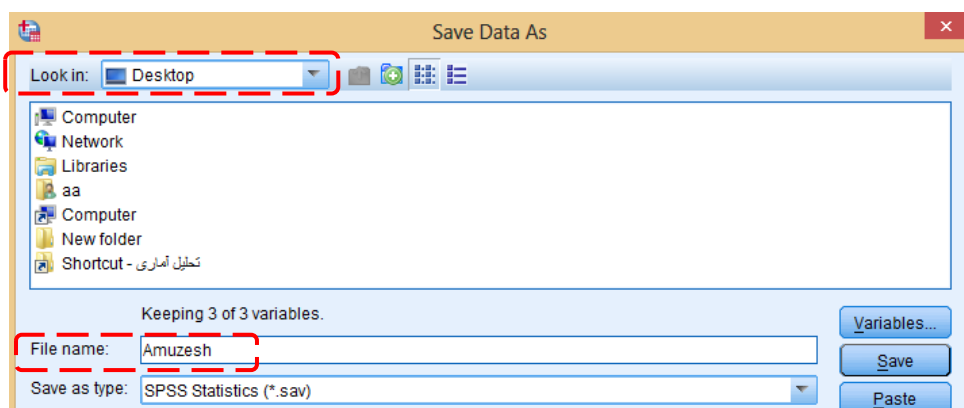 Save Data As
Look in: Desktop
Computer
Network
Libraries
aa
Computer
New folder
تحلیل آماری - Shortcut
Keeping 3 of 3 variables.
Variables...
File name: Amuzesh
Save
Save as type: SPSS Statistics (*.sav)
Paste